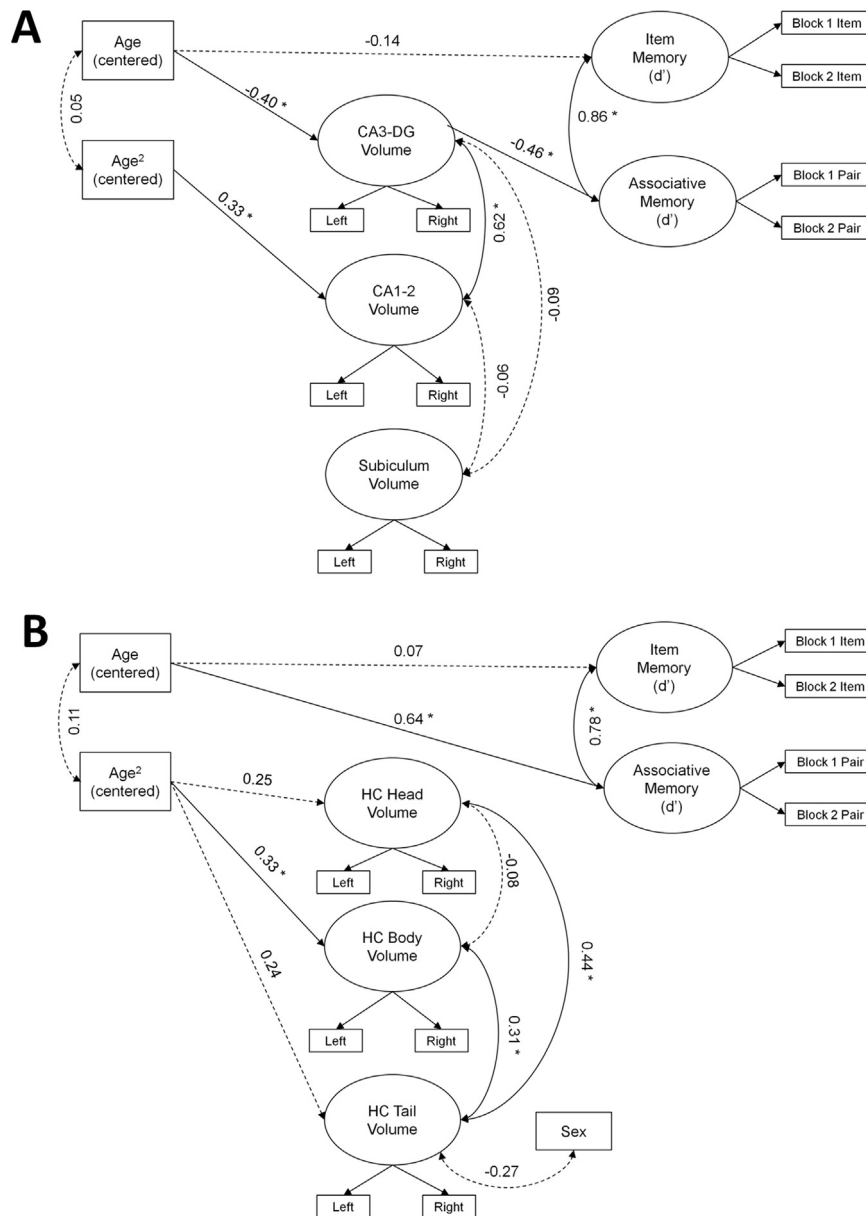 A
Age
(centered)
-0.14
Item
Memory
(d')
Block 1 Item
Block 2 Item
0.05
-0.40 *
CA3-DG
Volume
-0.46 *
0.86 *
Age²
(centered)
Left
Right
Associative
Memory
(d')
Block 1 Pair
Block 2 Pair
0.33 *
0.62 *
CA1-2
Volume
-0.09
Left
Right
-0.06
Subiculum
Volume
Left
Right
B
Age
(centered)
0.07
Item
Memory
(d')
Block 1 Item
Block 2 Item
0.11
0.64 *
0.78 *
Age²
(centered)
0.25
HC Head
Volume
Associative
Memory
(d')
Block 1 Pair
Block 2 Pair
0.33 *
Left
Right
-0.08
HC Body
Volume
0.24
0.44 *
Left
Right
0.31 *
HC Tail
Volume
Sex
-0.27
Left
Right